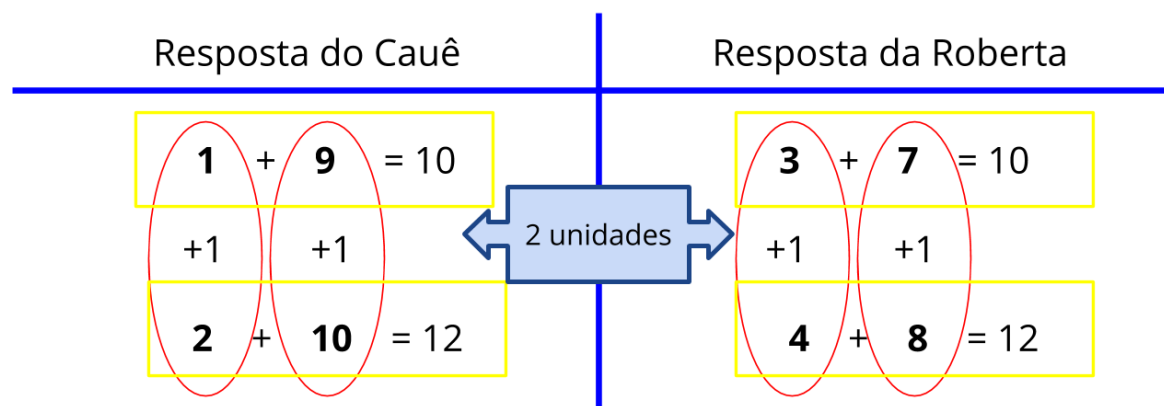 Resposta do Cauê
1 + 9 = 10
+1 +1
2 + 10 = 12
2 unidades
Resposta da Roberta
3 + 7 = 10
+1 +1
4 + 8 = 12